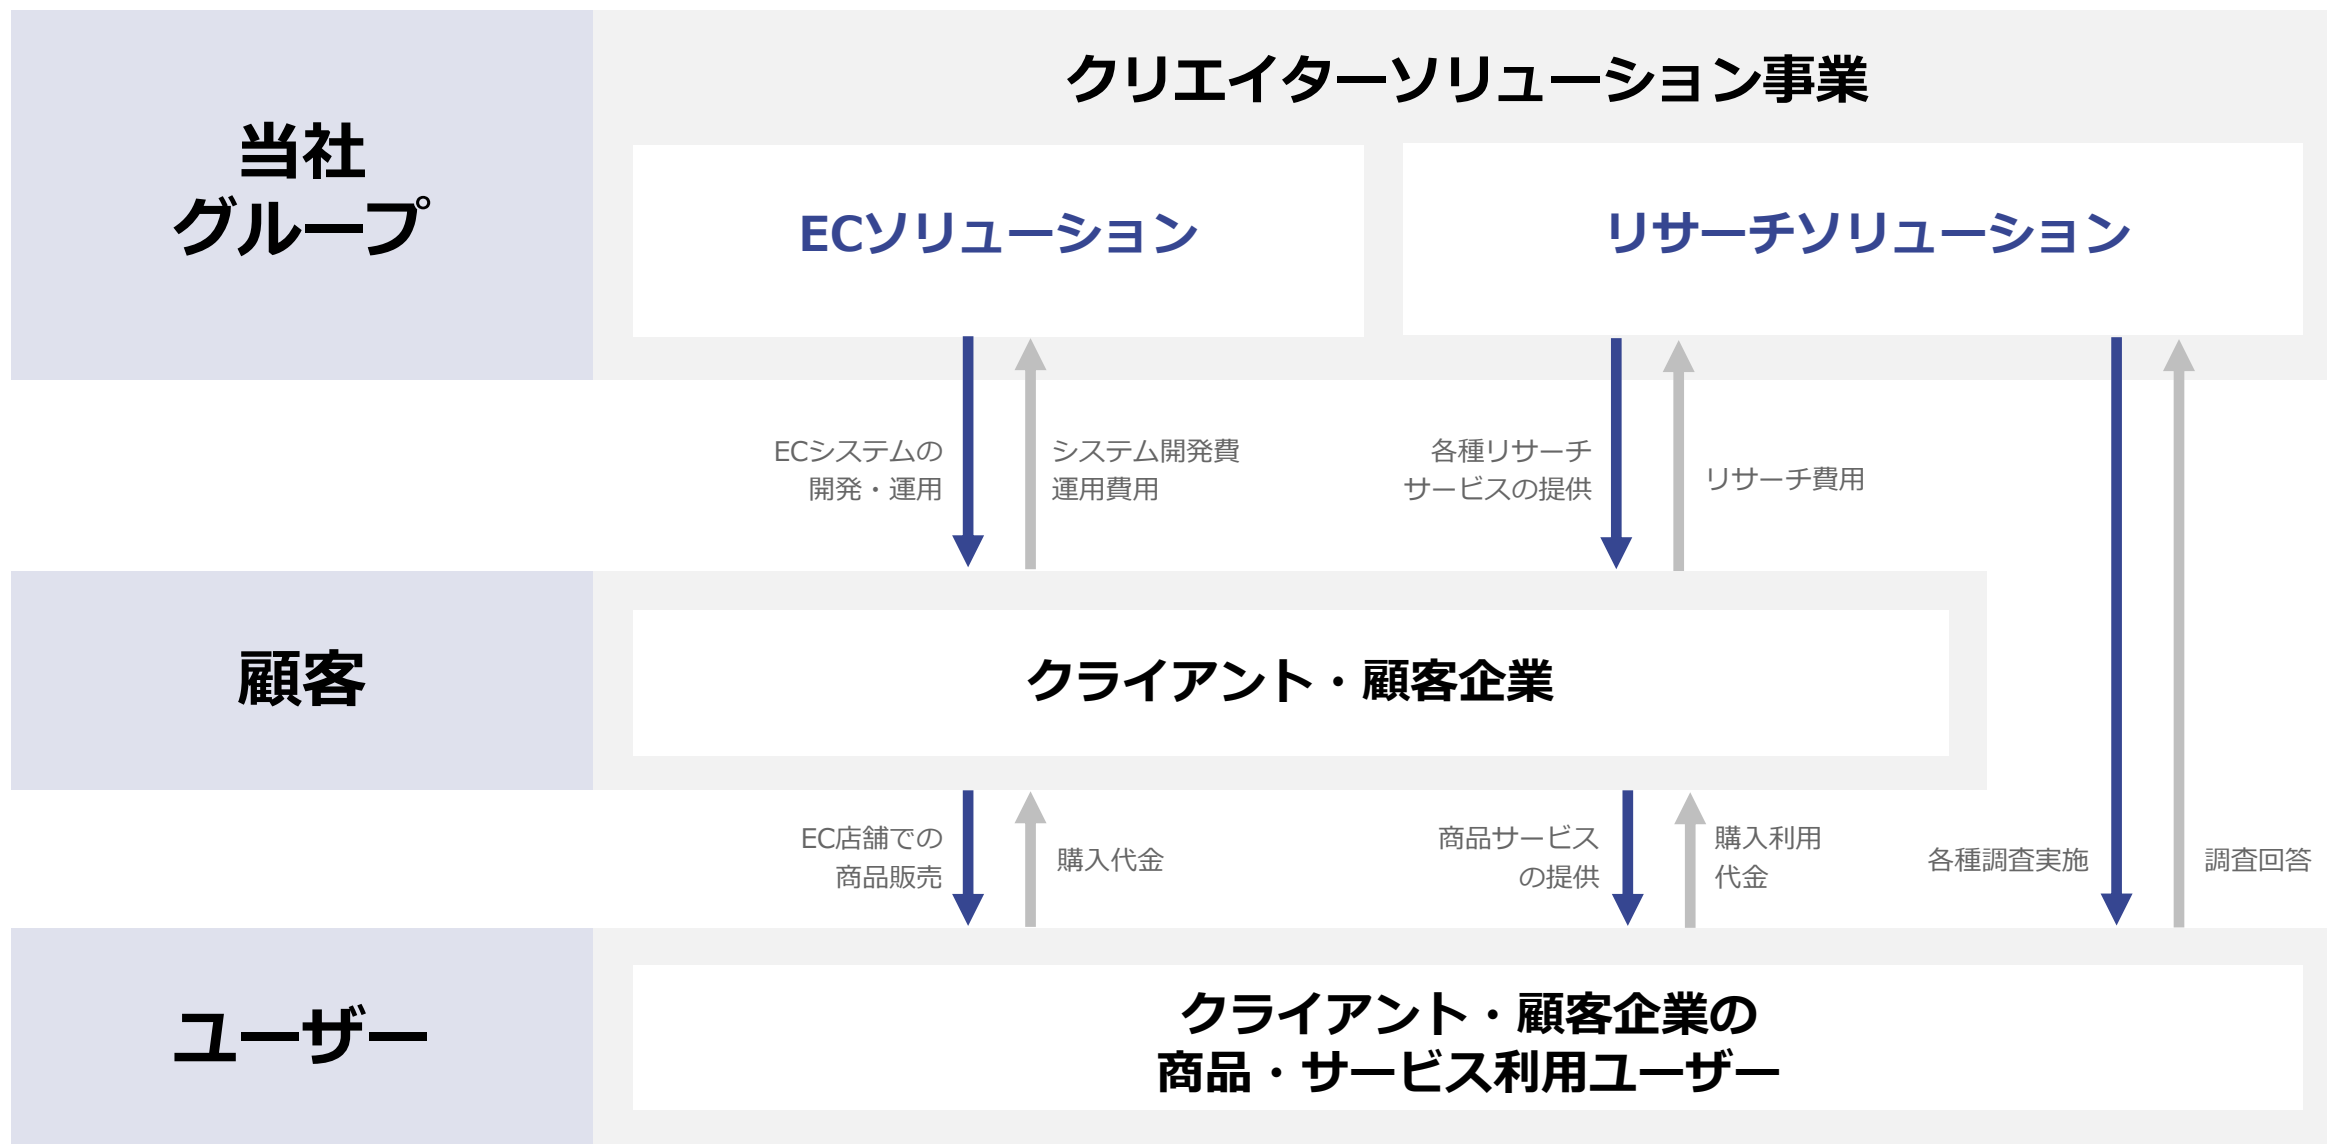 当社
グループ
クリエイターソリューション事業
ECソリューション
リサーチソリューション
ECシステムの
開発・運用
システム開発費
運用費用
各種リサーチ
サービスの提供
リサーチ費用
顧客
クライアント・顧客企業
EC店舗での
商品販売
購入代金
商品サービス
の提供
購入利用
代金
各種調査実施
調査回答
ユーザー
クライアント・顧客企業の
商品・サービス利用ユーザー